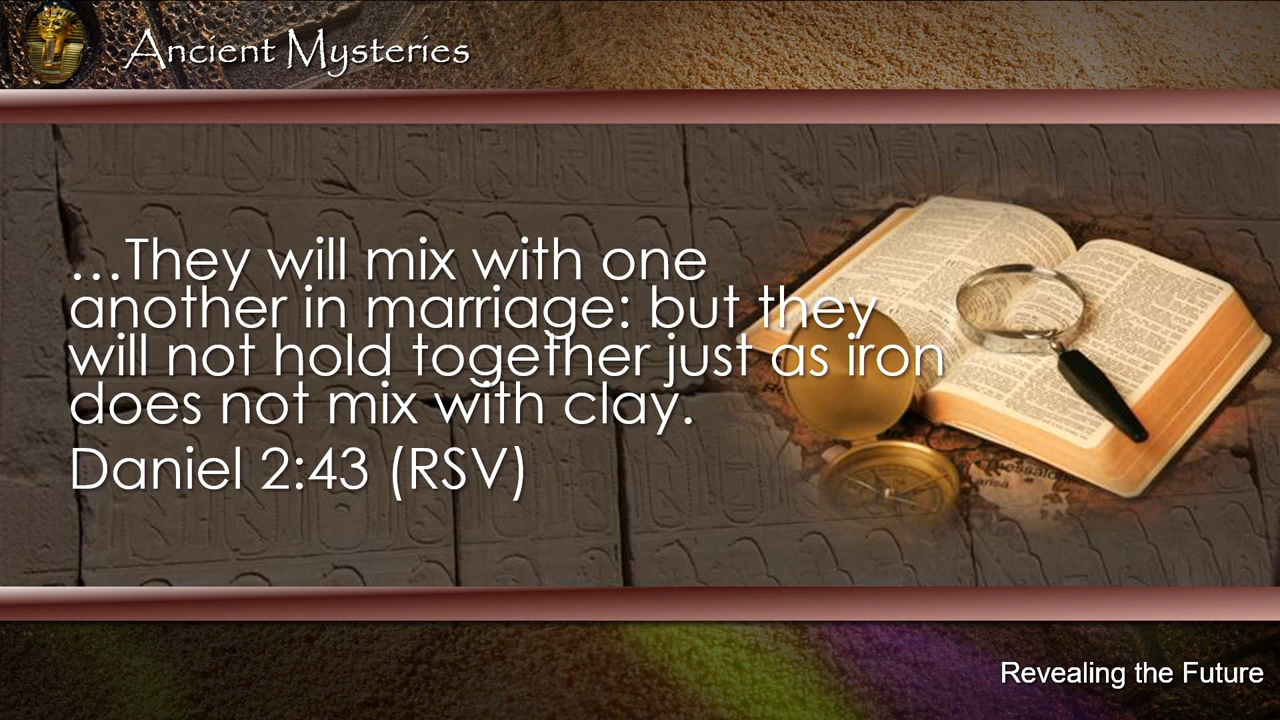 Ancient Mysteries
…They will mix with one
another in marriage: but they
will not hold together just as iron
does not mix with clay.
Daniel 2:43 (RSV)
Revealing the Future